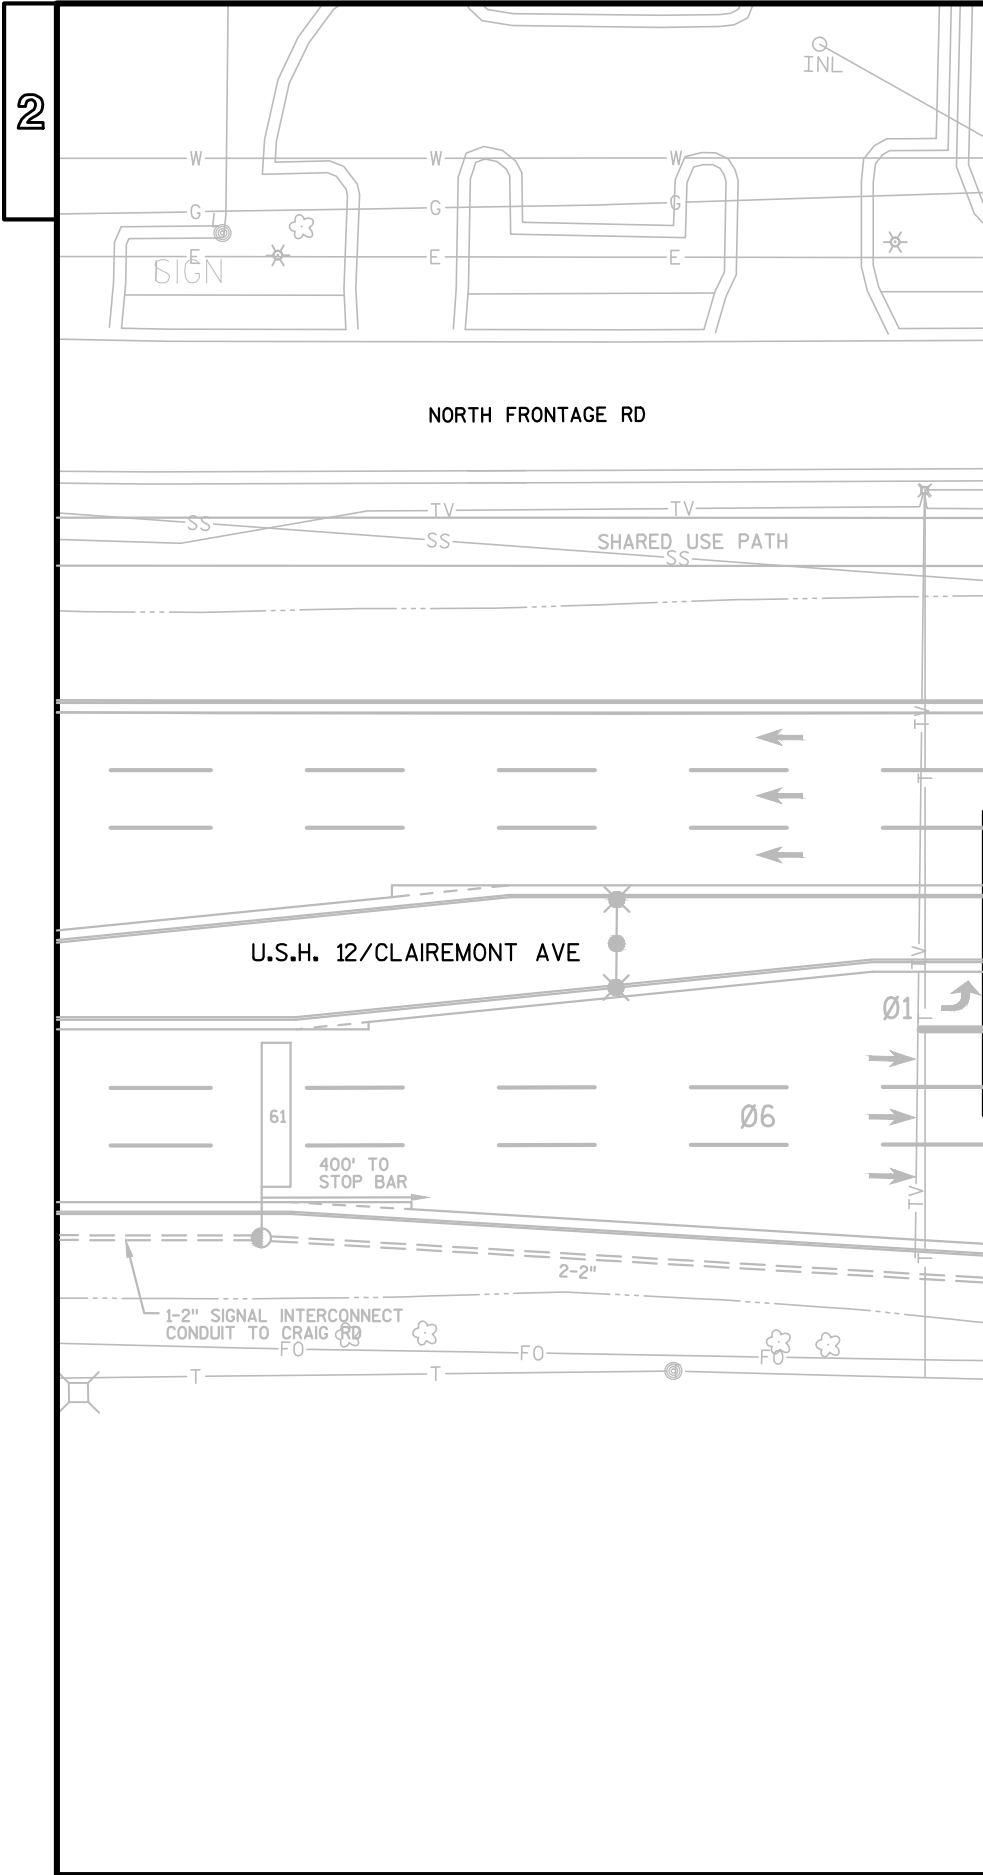 2
INL
W W W
G G G
E E E
SIGN
NORTH FRONTAGE RD
TV TV
SS SS SS
SHARED USE PATH
TV
T
U.S.H. 12/CLAIREMONT AVE
TV
Ø1
T
61
Ø6
400' TO
STOP BAR
TV
T
2-2"
1-2" SIGNAL INTERCONNECT
CONDUIT TO CRAIG RD
FO FO FO
T T